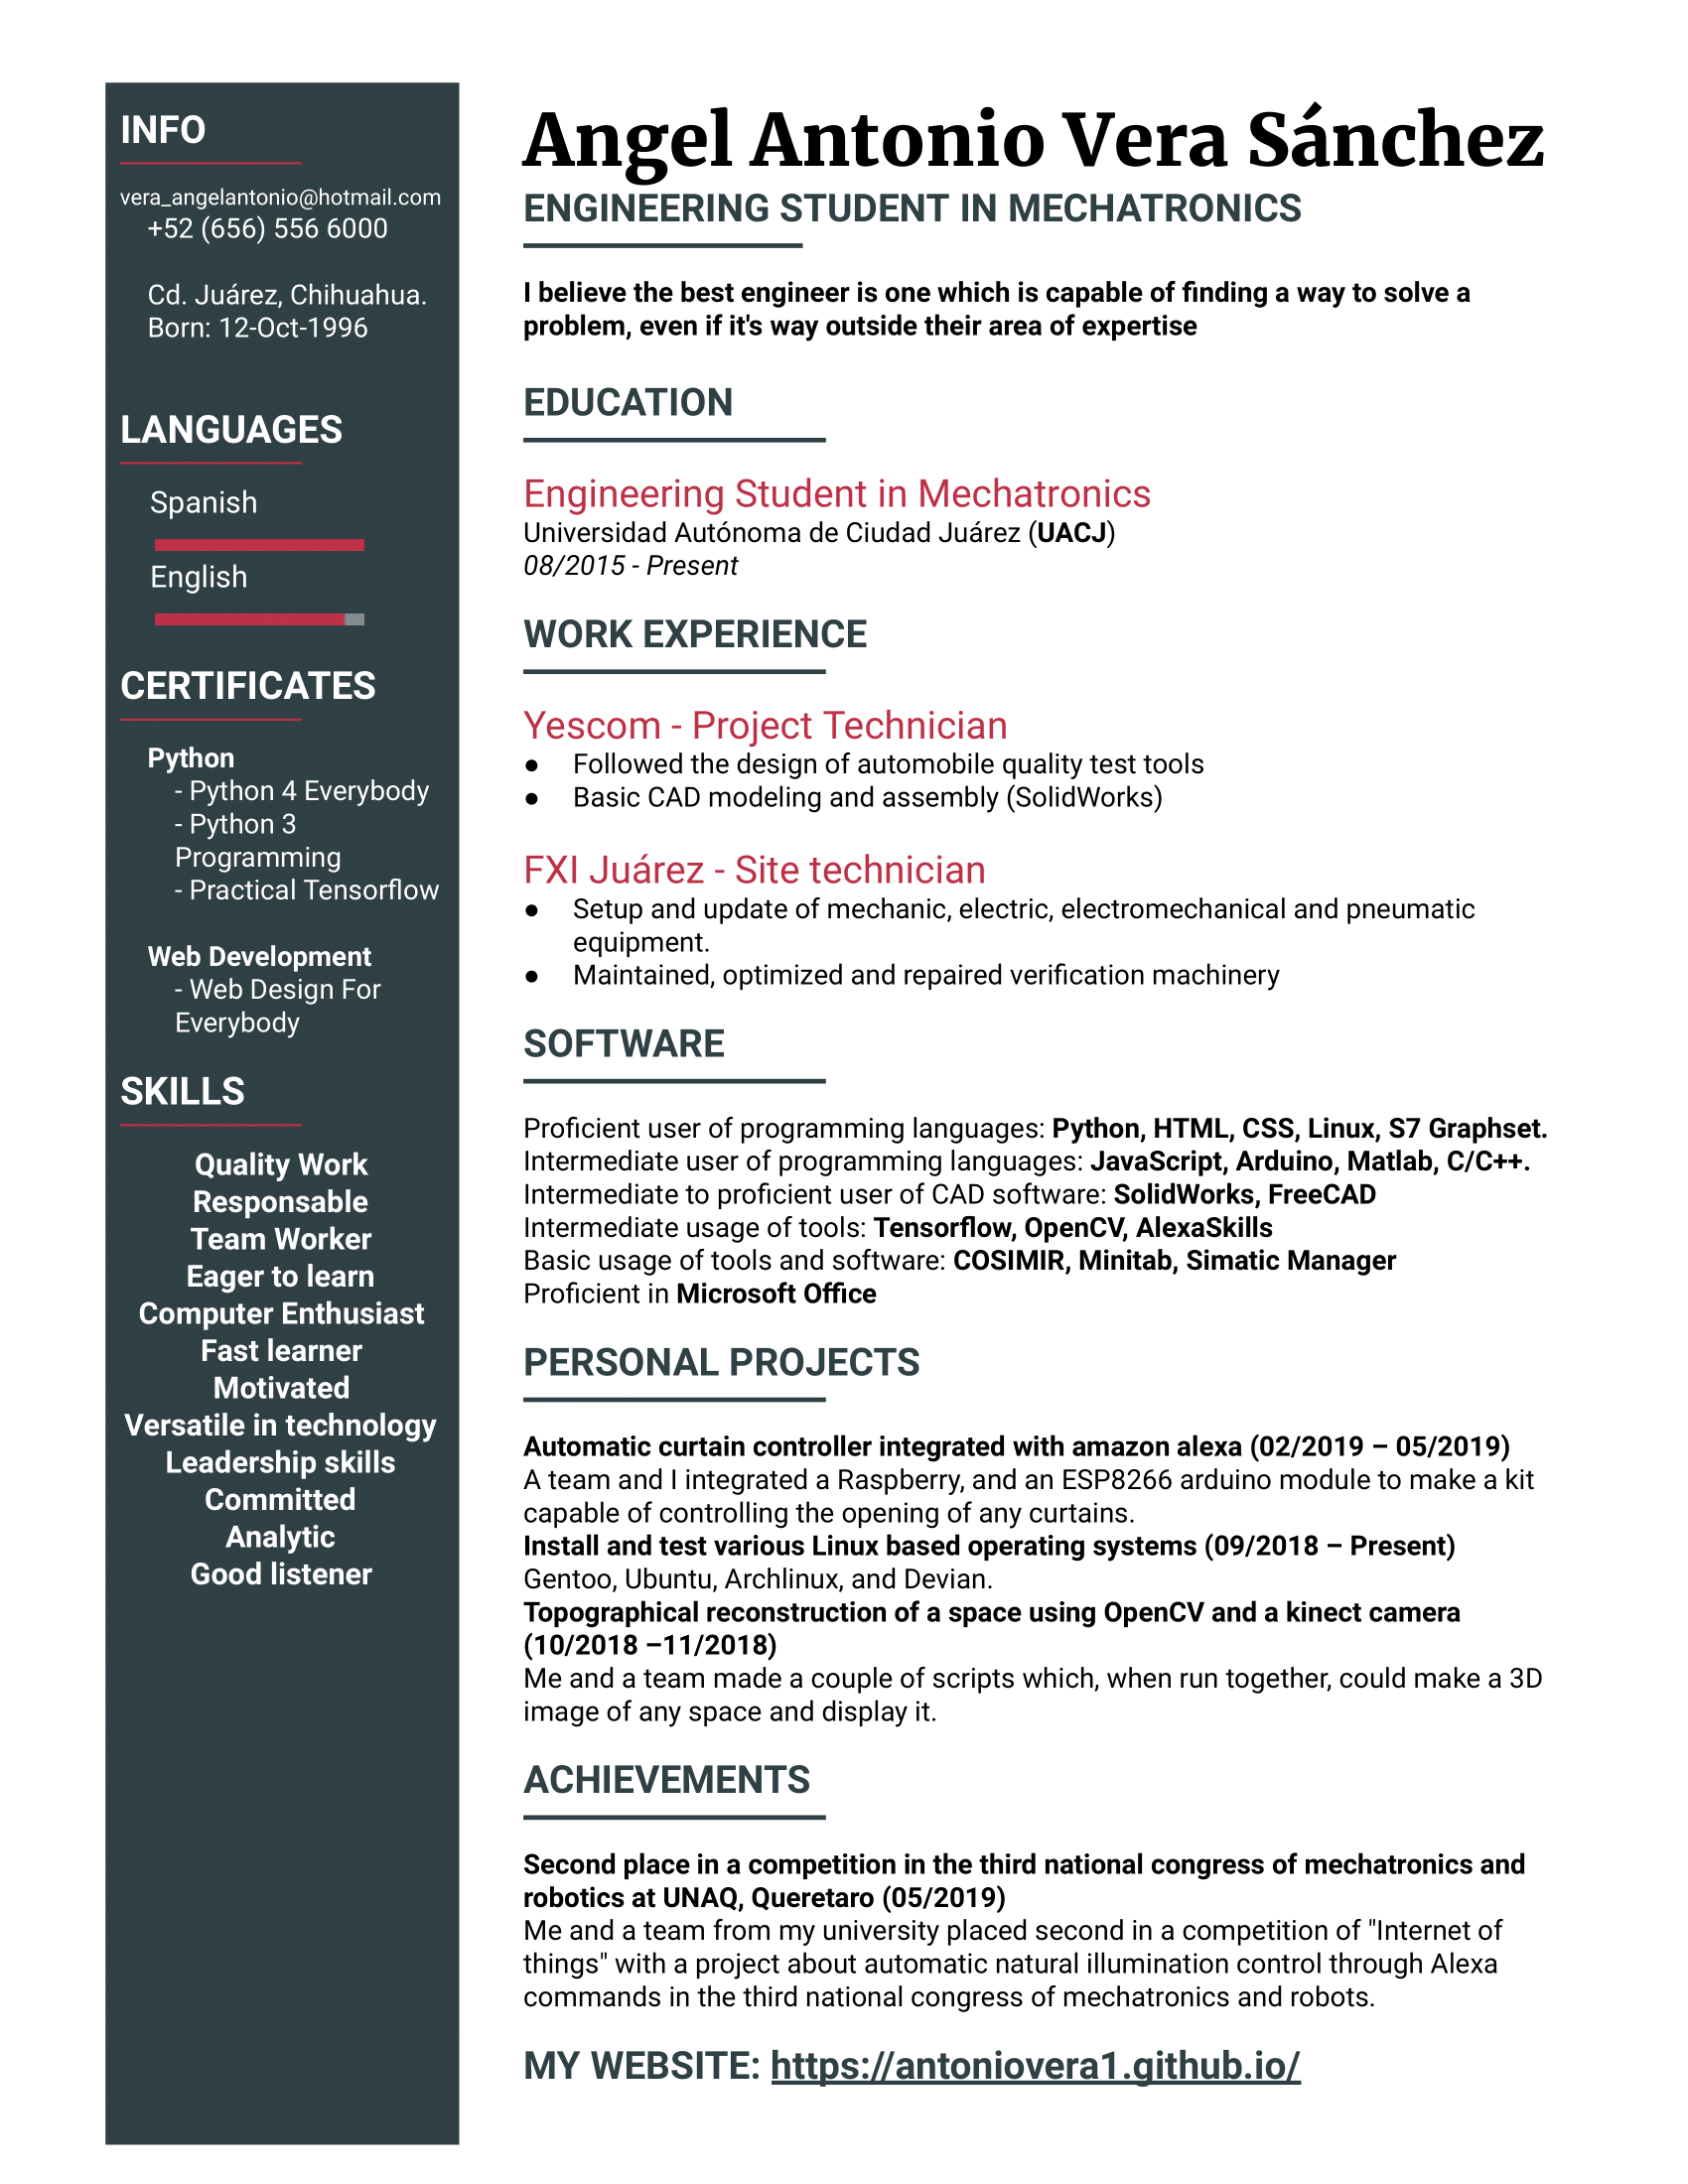 INFO
vera_angelantonio@hotmail.com
+52 (656) 556 6000
Cd. Juárez, Chihuahua.
Born: 12-Oct-1996
LANGUAGES
Spanish
English
CERTIFICATES
Python
- Python 4 Everybody
- Python 3
Programming
- Practical Tensorflow
Web Development
- Web Design For
Everybody
SKILLS
Quality Work
Responsable
Team Worker
Eager to learn
Computer Enthusiast
Fast learner
Motivated
Versatile in technology
Leadership skills
Committed
Analytic
Good listener
Angel Antonio Vera Sánchez
ENGINEERING STUDENT IN MECHATRONICS
I believe the best engineer is one which is capable of finding a way to solve a
problem, even if it's way outside their area of expertise
EDUCATION
Engineering Student in Mechatronics
Universidad Autónoma de Ciudad Juárez (UACJ)
08/2015 - Present
WORK EXPERIENCE
Yescom - Project Technician
● Followed the design of automobile quality test tools
● Basic CAD modeling and assembly (SolidWorks)
FXI Juárez - Site technician
● Setup and update of mechanic, electric, electromechanical and pneumatic
equipment.
● Maintained, optimized and repaired verification machinery
SOFTWARE
Proficient user of programming languages: Python, HTML, CSS, Linux, S7 Graphset.
Intermediate user of programming languages: JavaScript, Arduino, Matlab, C/C++.
Intermediate to proficient user of CAD software: SolidWorks, FreeCAD
Intermediate usage of tools: Tensorflow, OpenCV, AlexaSkills
Basic usage of tools and software: COSIMIR, Minitab, Simatic Manager
Proficient in Microsoft Office
PERSONAL PROJECTS
Automatic curtain controller integrated with amazon alexa (02/2019 – 05/2019)
A team and I integrated a Raspberry, and an ESP8266 arduino module to make a kit
capable of controlling the opening of any curtains.
Install and test various Linux based operating systems (09/2018 – Present)
Gentoo, Ubuntu, Archlinux, and Devian.
Topographical reconstruction of a space using OpenCV and a kinect camera
(10/2018 –11/2018)
Me and a team made a couple of scripts which, when run together, could make a 3D
image of any space and display it.
ACHIEVEMENTS
Second place in a competition in the third national congress of mechatronics and
robotics at UNAQ, Queretaro (05/2019)
Me and a team from my university placed second in a competition of "Internet of
things" with a project about automatic natural illumination control through Alexa
commands in the third national congress of mechatronics and robots.
MY WEBSITE: https://antoniovera1.github.io/